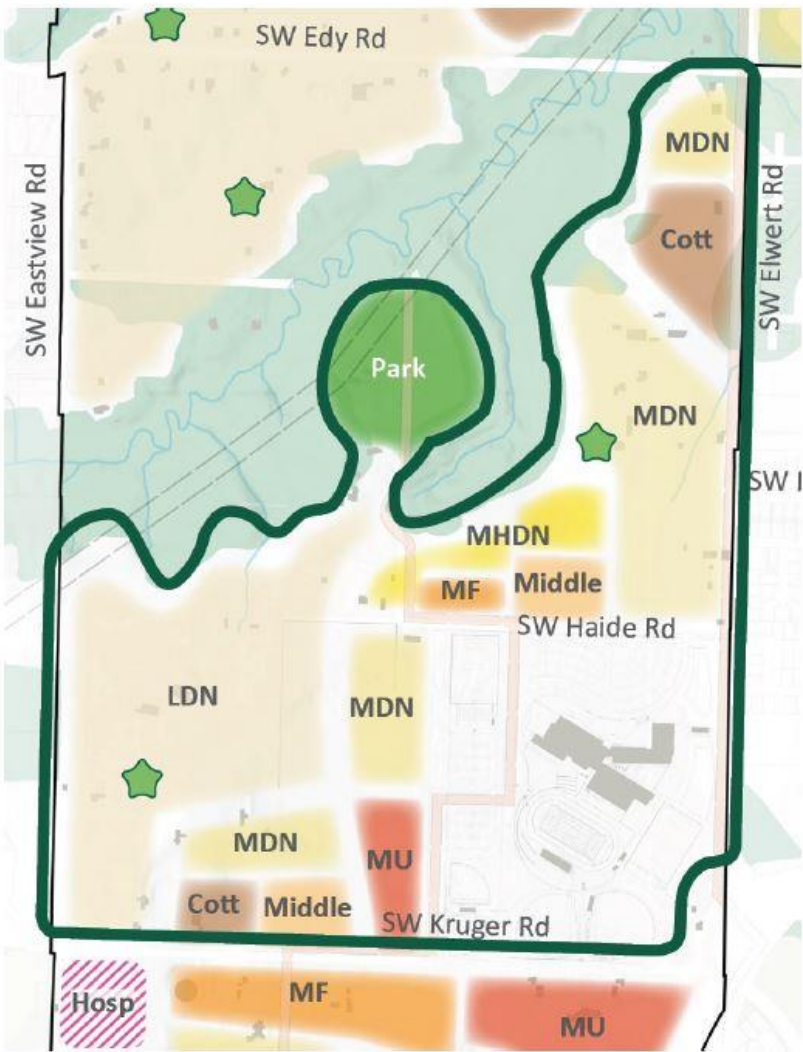 SW Edy Rd
MDN
SW Eastview Rd
Cott
SW Elwert Rd
Park
MDN
SW I
MHDN
MF
Middle
SW Haide Rd
LDN
MDN
MDN
MU
Cott
Middle
SW Kruger Rd
Hosp
MF
MU